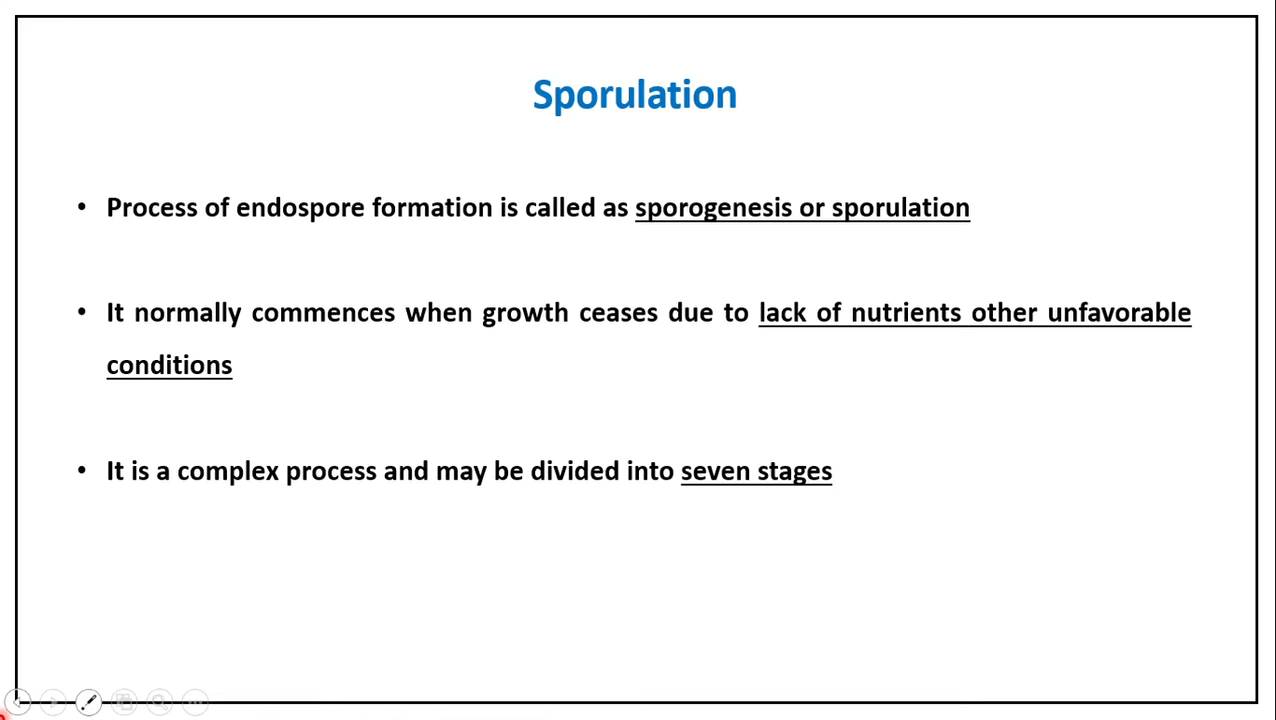 Sporulation
• Process of endospore formation is called as sporogenesis or sporulation
• It normally commences when growth ceases due to lack of nutrients other unfavorable
conditions
• It is a complex process and may be divided into seven stages